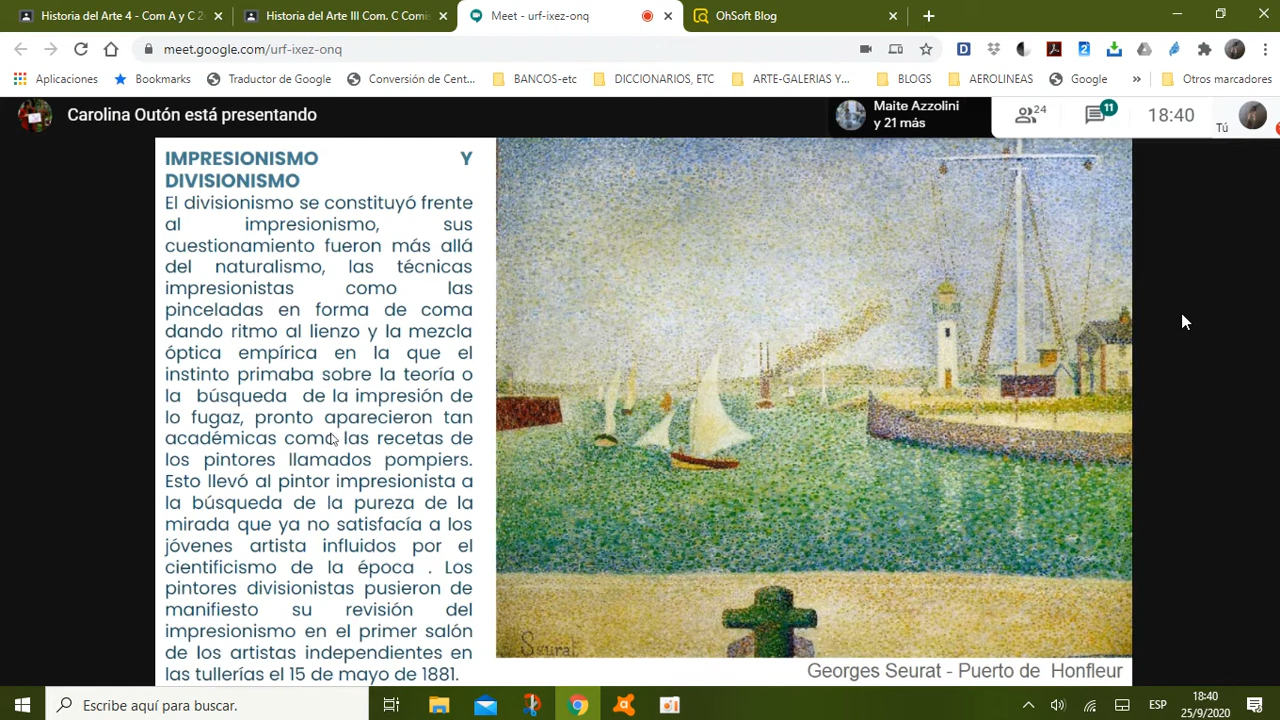 Historia del Arte 4 - Com A y C 2
Historia del Arte III Com. C Comis
Meet - urf-ixez-onq
OhSoft Blog
meet.google.com/urf-ixez-onq
Aplicaciones
Bookmarks
Traductor de Google
Conversión de Cent...
BANCOS-etc
DICCIONARIOS, ETC
ARTE-GALERIAS Y...
BLOGS
AEROLINEAS
Google
»
Otros marcadores
Carolina Outón está presentando
Maite Azzolini
y 21 más
24
11
18:40
Tú
IMPRESIONISMO Y
DIVISIONISMO
El divisionismo se constituyó frente
al impresionismo, sus
cuestionamiento fueron más allá
del naturalismo, las técnicas
impresionistas como las
pinceladas en forma de coma
dando ritmo al lienzo y la mezcla
óptica empírica en la que el
instinto primaba sobre la teoría o
la búsqueda de la impresión de
lo fugaz, pronto aparecieron tan
académicas como las recetas de
los pintores llamados pompiers.
Esto llevó al pintor impresionista a
la búsqueda de la pureza de la
mirada que ya no satisfacía a los
jóvenes artista influidos por el
cientificismo de la época .  Los
pintores divisionistas pusieron de
manifiesto su revisión del
impresionismo en el primer salón
de los artistas independientes en
las tullerías el 15 de mayo de 1881.
Seurat
Georges Seurat - Puerto de Honfleur
Escribe aquí para buscar.
ESP
18:40
25/9/2020